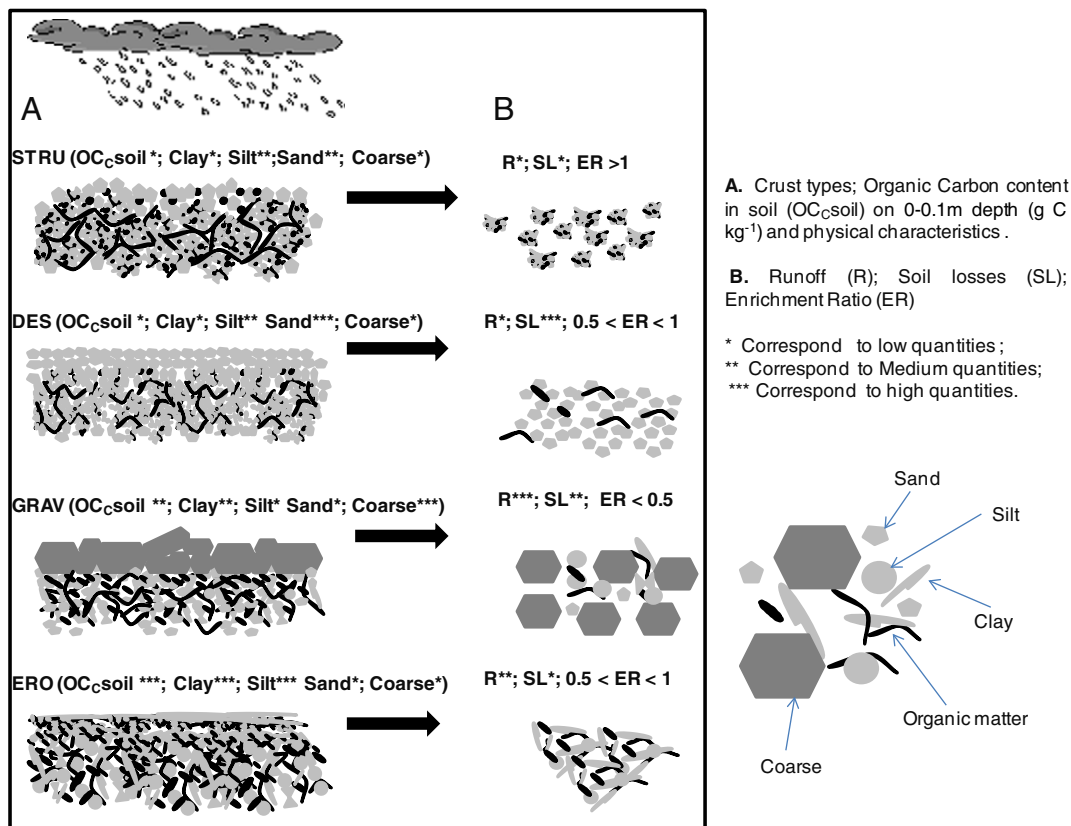 A
B
STRU (OCCsoil *; Clay*; Silt**;Sand**; Coarse*)
R*; SL*; ER >1
DES (OCCsoil *; Clay*; Silt** Sand***; Coarse*)
R*; SL***; 0.5 < ER < 1
GRAV (OCCsoil **; Clay**; Silt* Sand*; Coarse***)
R***; SL**; ER < 0.5
ERO (OCCsoil ***; Clay***; Silt*** Sand*; Coarse*)
R**; SL*; 0.5 < ER < 1
A. Crust types; Organic Carbon content
in soil (OCCsoil) on 0-0.1m depth (g C
kg-1) and physical characteristics .
B. Runoff (R); Soil losses (SL);
Enrichment Ratio (ER)
* Correspond to low quantities ;
** Correspond to Medium quantities;
*** Correspond to high quantities.
Sand
Silt
Clay
Organic matter
Coarse